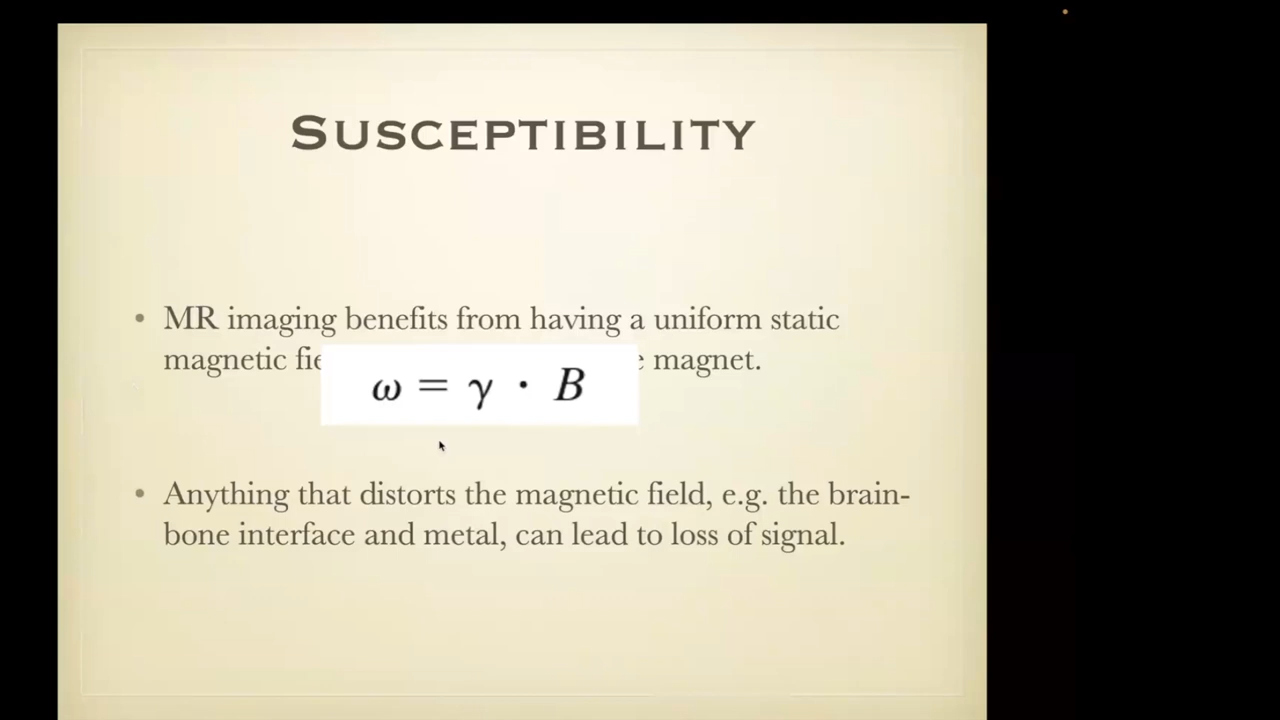 SUSCEPTIBILITY
• MR imaging benefits from having a uniform static
magnetic magnet.
ω = γ · B
• Anything that distorts the magnetic field, e.g. the brain-
bone interface and metal, can lead to loss of signal.